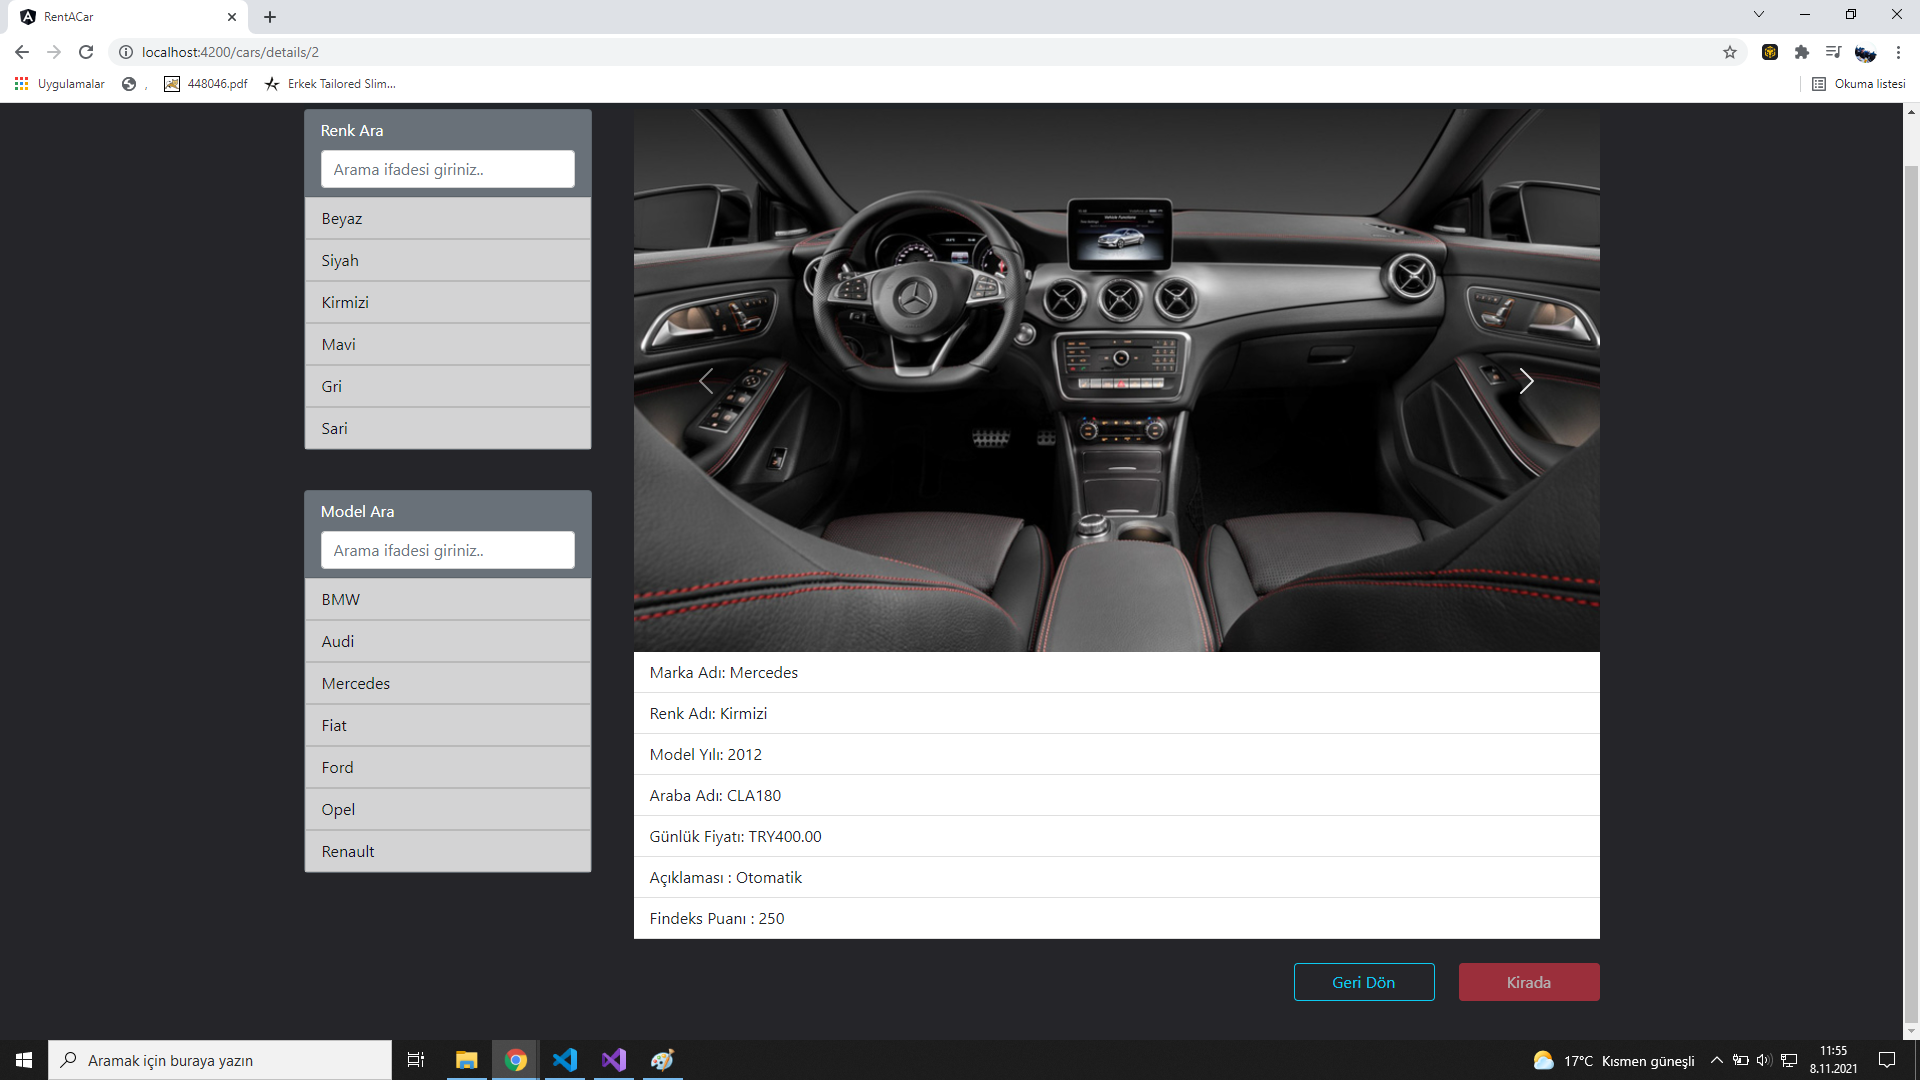 RentACar
localhost:4200/cars/details/2
Uygulamalar
,
448046.pdf
Erkek Tailored Slim...
Okuma listesi
Renk Ara
Arama ifadesi giriniz..
Beyaz
Siyah
Kirmizi
Mavi
Gri
Sari
Model Ara
Arama ifadesi giriniz..
BMW
Audi
Mercedes
Fiat
Ford
Opel
Renault
Vehicle Functions
Marka Adı: Mercedes
Renk Adı: Kirmizi
Model Yılı: 2012
Araba Adı: CLA180
Günlük Fiyatı: TRY400.00
Açıklaması : Otomatik
Findeks Puanı : 250
Geri Dön
Kirada
Aramak için buraya yazın
17°C Kısmen güneşli
11:55
8.11.2021